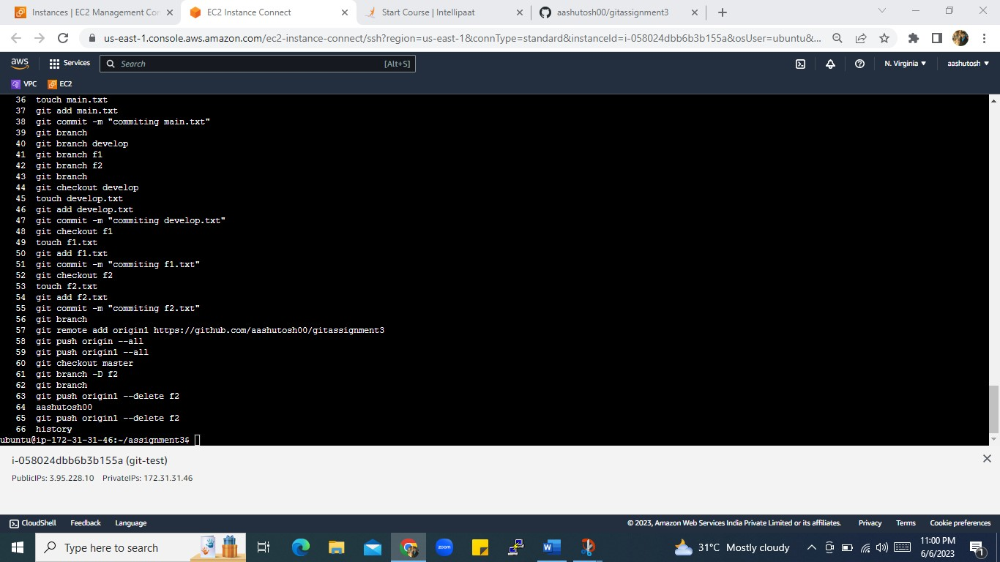 Instances | EC2 Management Con
EC2 Instance Connect
Start Course | Intellipaat
aashutosh00/gitassignment3
us-east-1.console.aws.amazon.com/ec2-instance-connect/ssh?region=us-east-1&connType=standard&instanceId=i-058024dbb6b3b155a&osUser=ubuntu&...
aws
Services
Search
[Alt+S]
N. Virginia
aashutosh
VPC
EC2
36 touch main.txt
37 git add main.txt
38 git commit -m "commiting main.txt"
39 git branch
40 git branch develop
41 git branch f1
42 git branch f2
43 git branch
44 git checkout develop
45 touch develop.txt
46 git add develop.txt
47 git commit -m "commiting develop.txt"
48 git checkout f1
49 touch f1.txt
50 git add f1.txt
51 git commit -m "commiting f1.txt"
52 git checkout f2
53 touch f2.txt
54 git add f2.txt
55 git commit -m "commiting f2.txt"
56 git branch
57 git remote add origin1 https://github.com/aashutosh00/gitassignment3
58 git push origin --all
59 git push origin1 --all
60 git checkout master
61 git branch -D f2
62 git branch
63 git push origin1 --delete f2
64 aashutosh00
65 git push origin1 --delete f2
66 history
ubuntu@ip-172-31-31-46:~/assignment3$
i-058024dbb6b3b155a (git-test)
PublicIPs: 3.95.228.10 PrivateIPs: 172.31.31.46
CloudShell Feedback Language
© 2023, Amazon Web Services India Private Limited or its affiliates. Privacy Terms Cookie preferences
Type here to search
zoom
31°C Mostly cloudy
11:00 PM
6/6/2023
1